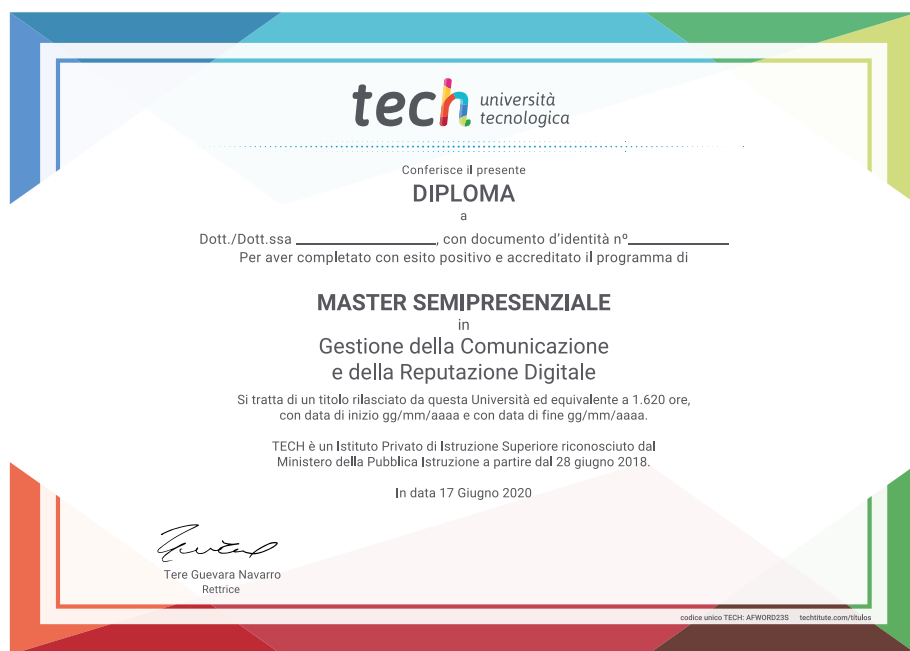 tech università
tecnologica
Conferisce il presente
DIPLOMA
a
Dott./Dott.ssa ______________, con documento d'identità nº__________
Per aver completato con esito positivo e accreditato il programma di
MASTER SEMIPRESENZIALE
in
Gestione della Comunicazione
e della Reputazione Digitale
Si tratta di un titolo rilasciato da questa Università ed equivalente a 1.620 ore,
con data di inizio gg/mm/aaaa e con data di fine gg/mm/aaaa.
TECH è un Istituto Privato di Istruzione Superiore riconosciuto dal
Ministero della Pubblica Istruzione a partire dal 28 giugno 2018.
In data 17 Giugno 2020
Tere Guevara Navarro
Rettrice
codice unico TECH: AFWORD23S techtitute.com/títulos